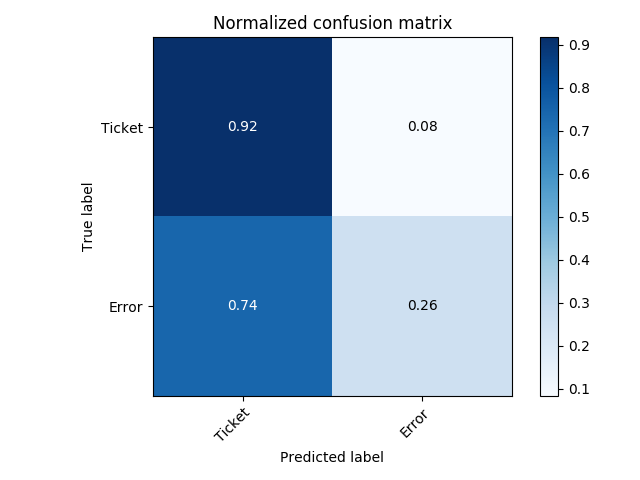 Normalized confusion matrix
True label
Ticket
0.92
0.08
Error
0.74
0.26
Ticket
Error
Predicted label
0.9
0.8
0.7
0.6
0.5
0.4
0.3
0.2
0.1